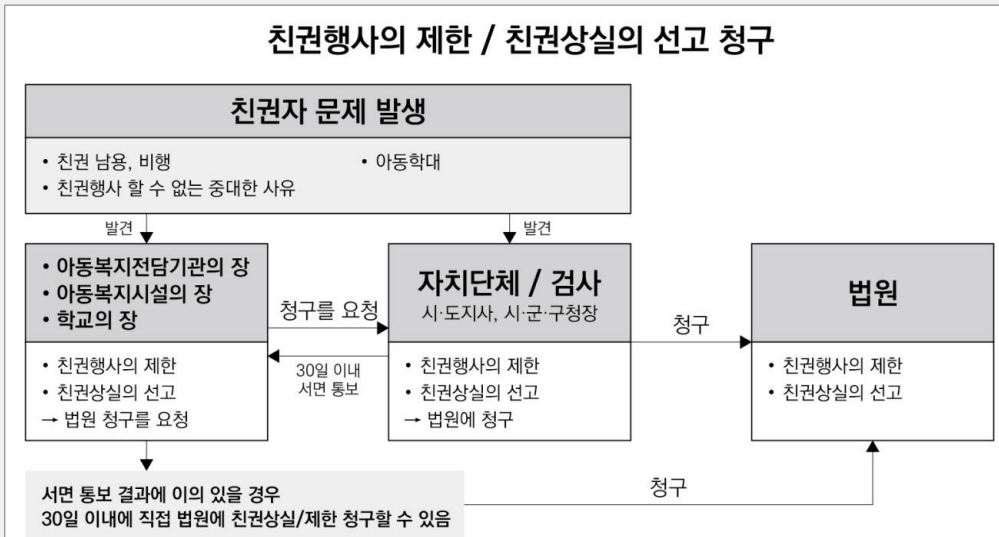 친권행사의 제한 / 친권상실의 선고 청구
친권자 문제 발생
• 친권 남용, 비행
• 아동학대
• 친권행사 할 수 없는 중대한 사유
발견
발견
• 아동복지전담기관의 장
• 아동복지시설의 장
• 학교의 장
• 친권행사의 제한
• 친권상실의 선고
→ 법원 청구를 요청
청구를 요청
30일 이내
서면 통보
자치단체 / 검사
시·도지사, 시·군·구청장
• 친권행사의 제한
• 친권상실의 선고
→ 법원에 청구
청구
법원
• 친권행사의 제한
• 친권상실의 선고
서면 통보 결과에 이의 있을 경우
30일 이내에 직접 법원에 친권상실/제한 청구할 수 있음
청구